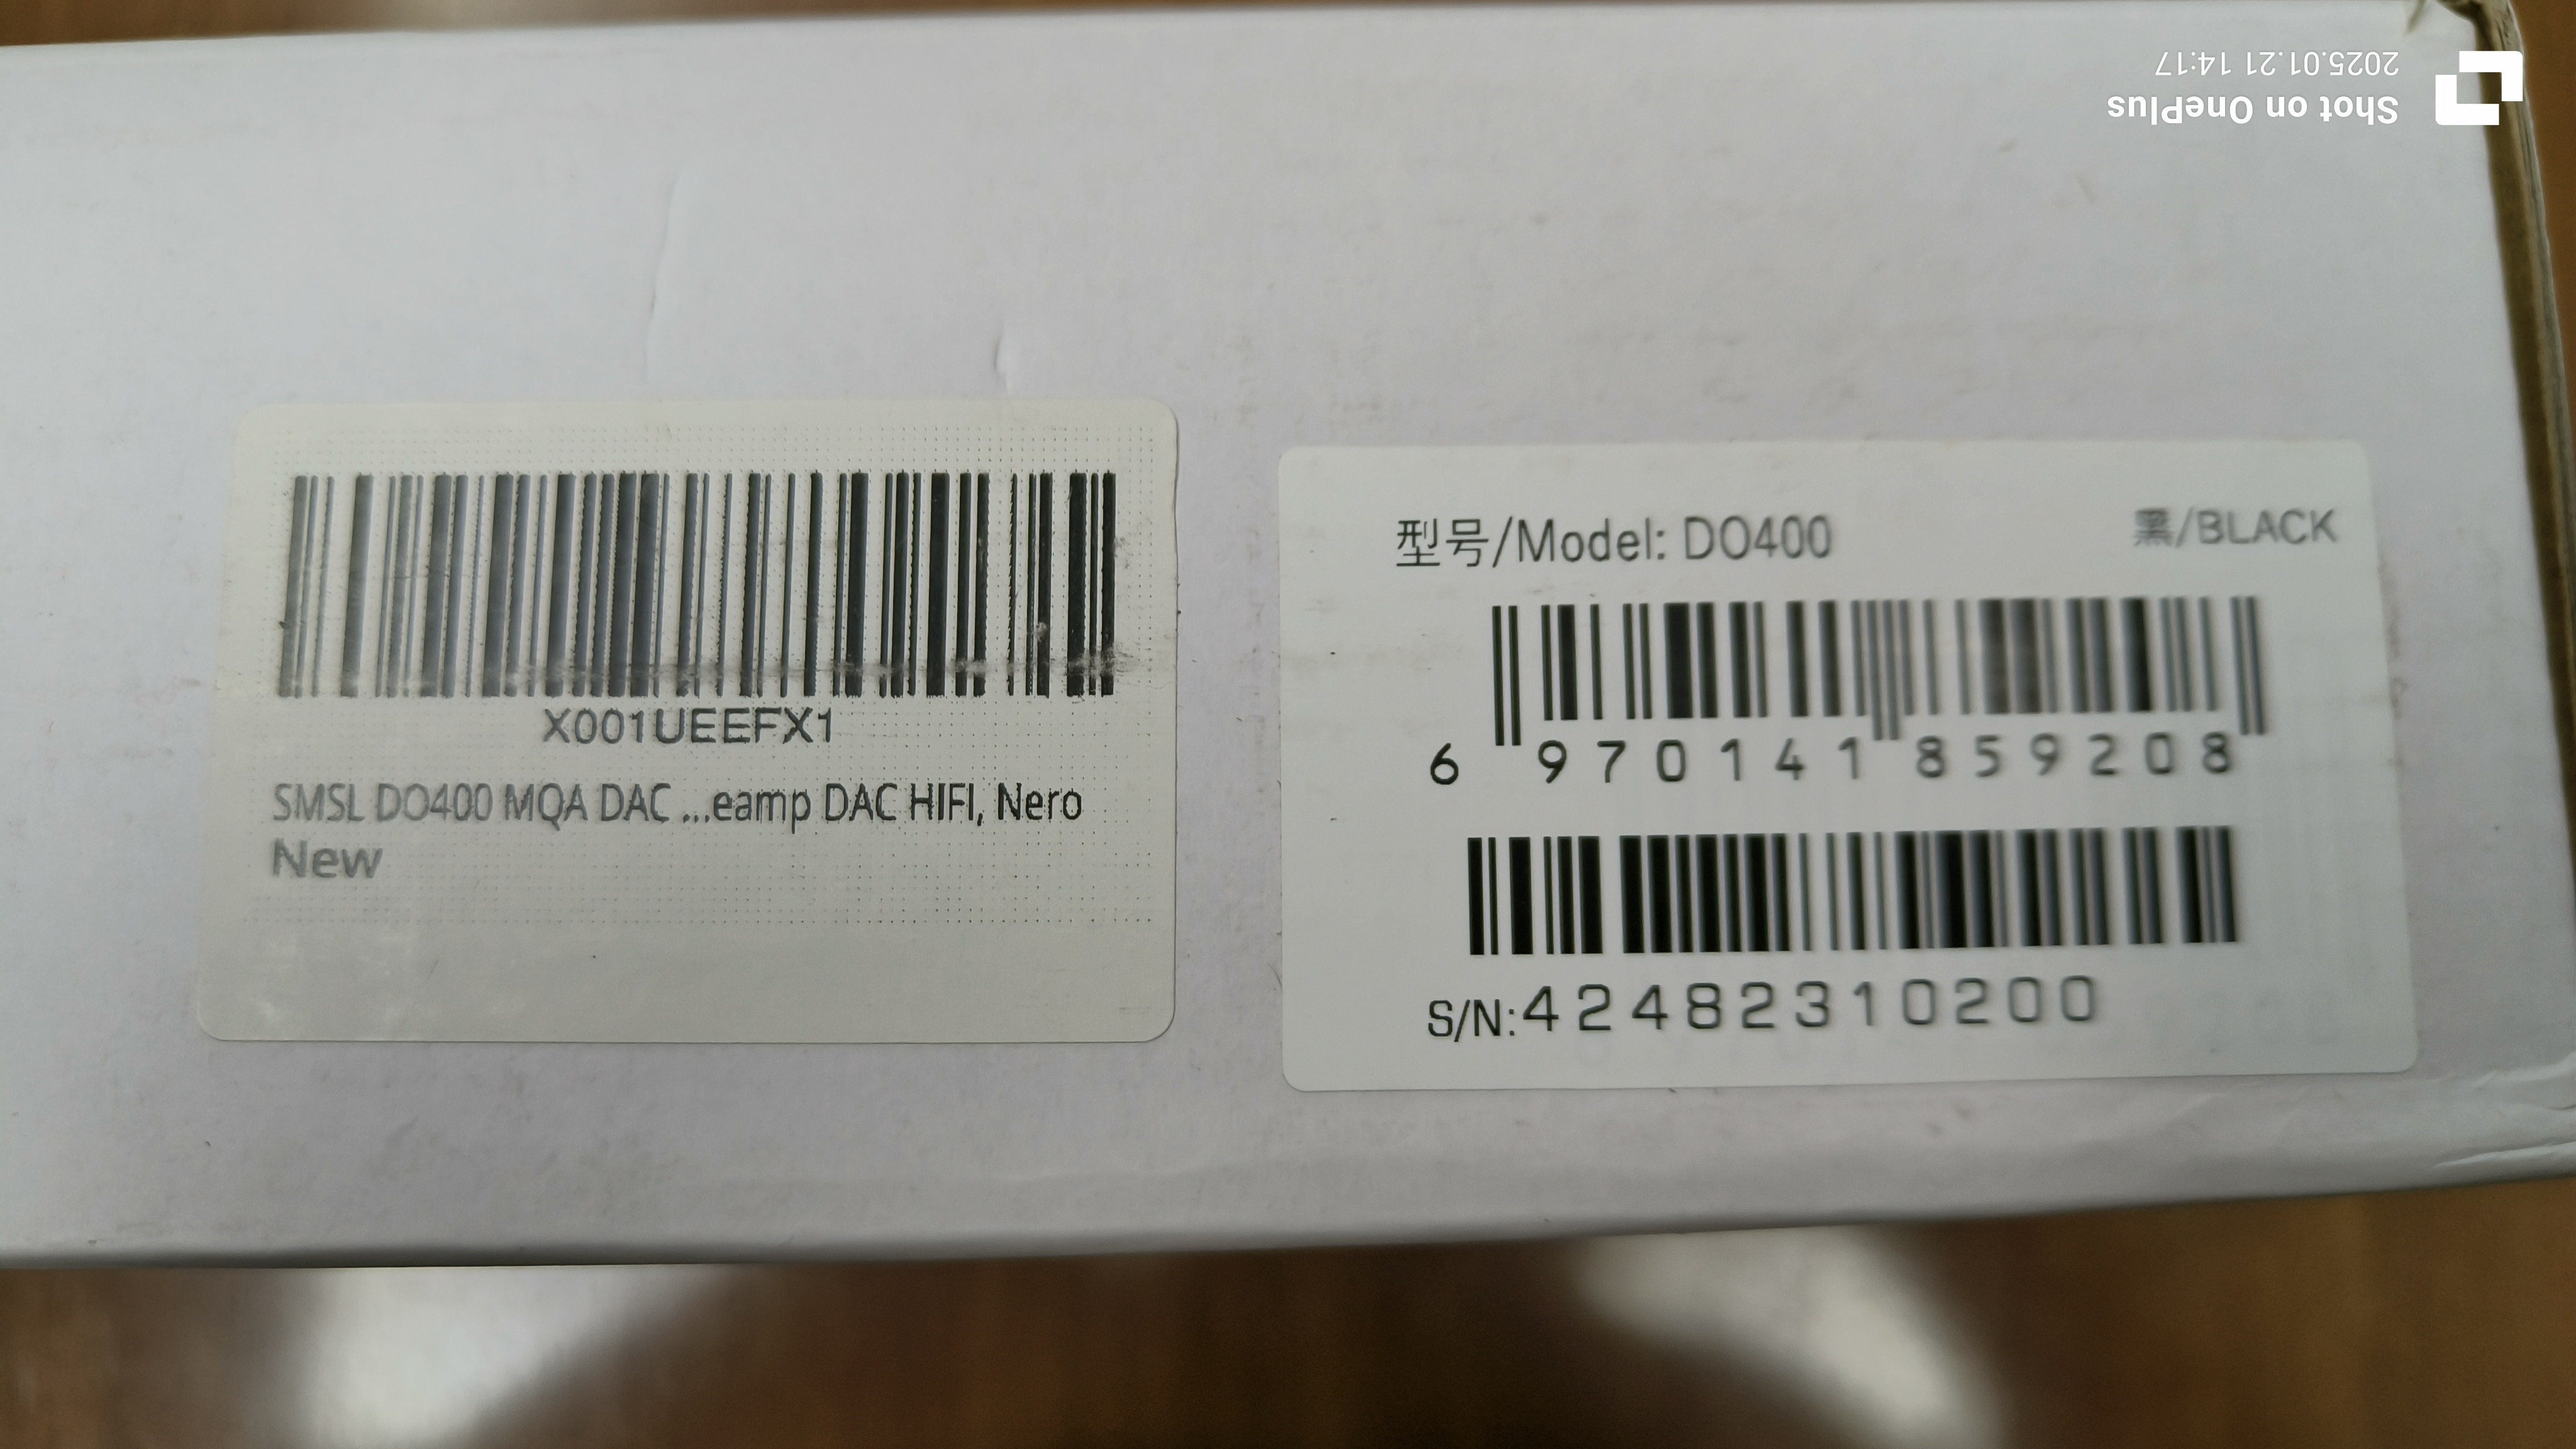 X001UEEFX1
SMSL DO400 MQA DAC ...eamp DAC HIFI, Nero
New
型号/Model: DO400
黑/BLACK
6 970141 859208
S/N:42482310200
Shot on OnePlus
2025.01.21 14:17